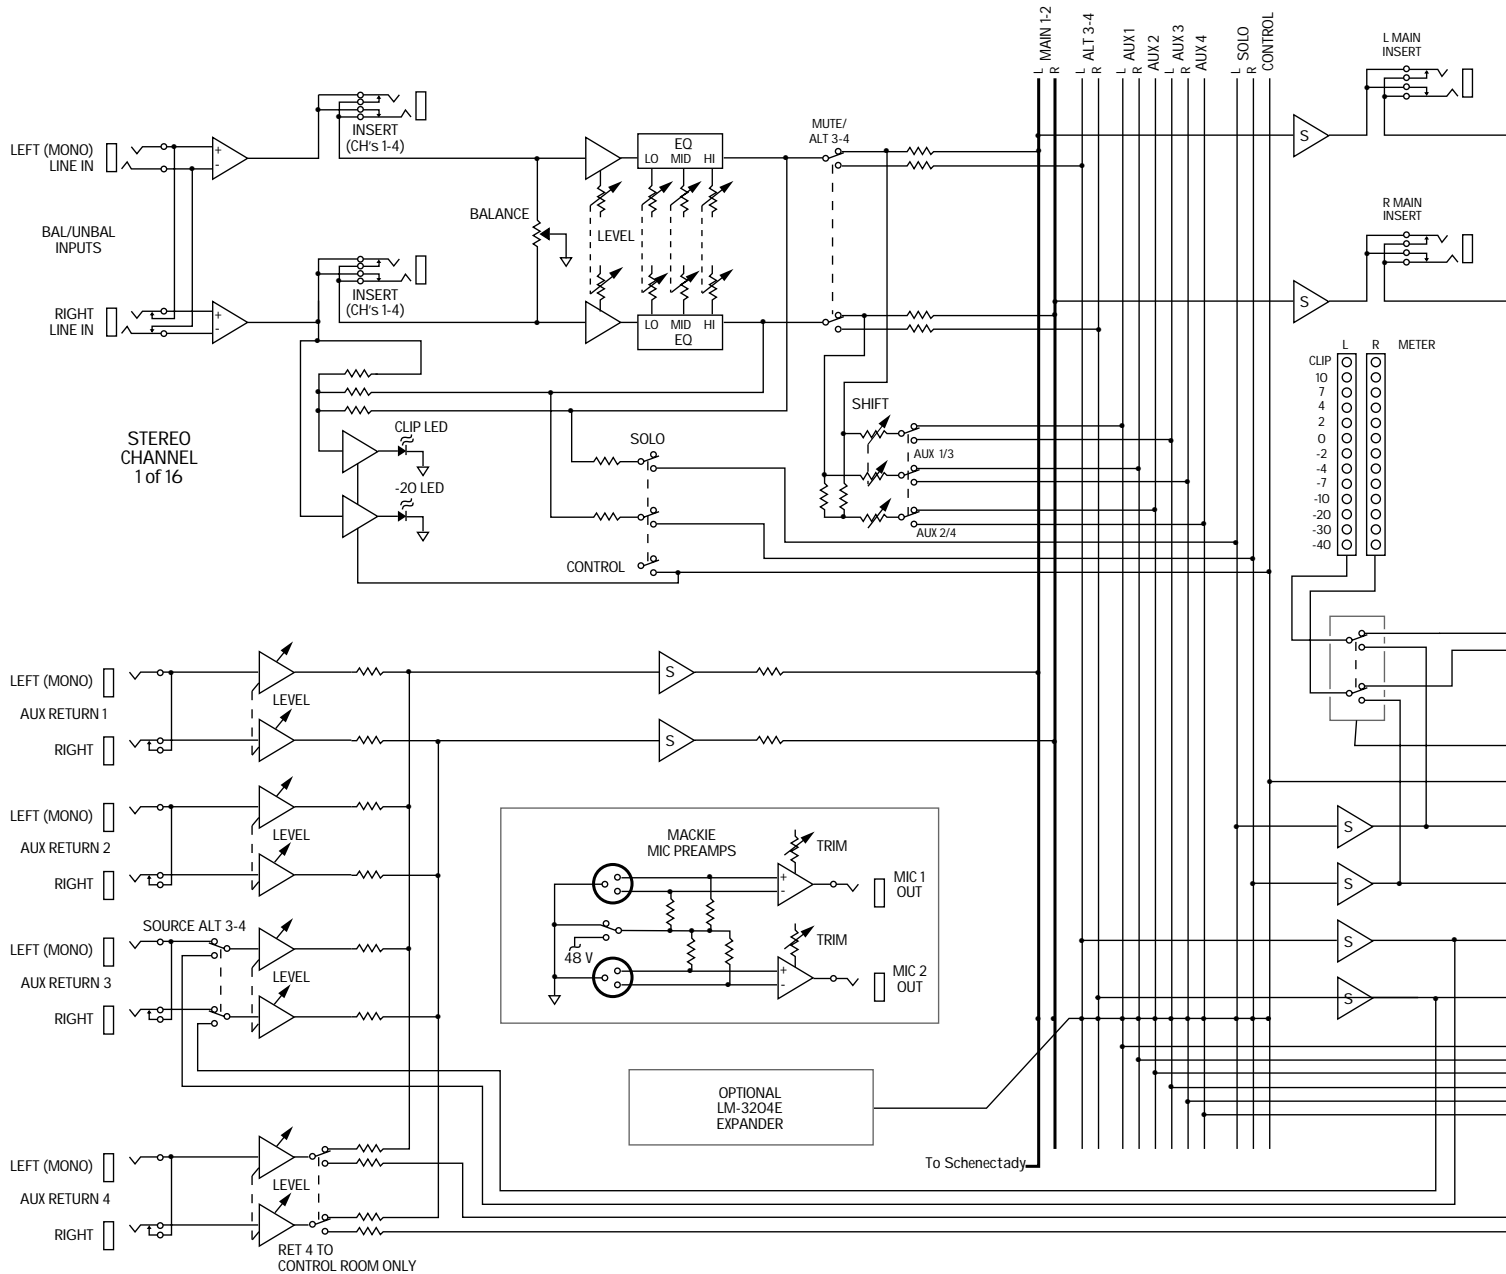 L MAIN 1-2
R
L ALT 3-4
R
L AUX 1
R
AUX 2
L AUX 3
R
AUX 4
L SOLO
R
CONTROL
L MAIN
INSERT
S
LEFT (MONO)
LINE IN
+
-
INSERT
(CH's 1-4)
EQ
LO MID HI
MUTE/
ALT 3-4
BAL/UNBAL
INPUTS
BALANCE
LEVEL
R MAIN
INSERT
S
RIGHT
LINE IN
+
-
INSERT
(CH's 1-4)
LO MID HI
EQ
L R METER
CLIP
10
7
4
2
0
-2
-4
-7
-10
-20
-30
-40
STEREO
CHANNEL
1 of 16
CLIP LED
-20 LED
SOLO
CONTROL
SHIFT
AUX 1/3
AUX 2/4
LEFT (MONO)
AUX RETURN 1
RIGHT
LEVEL
S
S
LEFT (MONO)
AUX RETURN 2
RIGHT
LEVEL
MACKIE
MIC PREAMPS
TRIM
+
-
MIC 1
OUT
48 V
TRIM
+
-
MIC 2
OUT
S
S
S
S
SOURCE ALT 3-4
LEFT (MONO)
AUX RETURN 3
RIGHT
LEVEL
OPTIONAL
LM-3204E
EXPANDER
To Schenectady
LEFT (MONO)
AUX RETURN 4
RIGHT
LEVEL
RET 4 TO
CONTROL ROOM ONLY